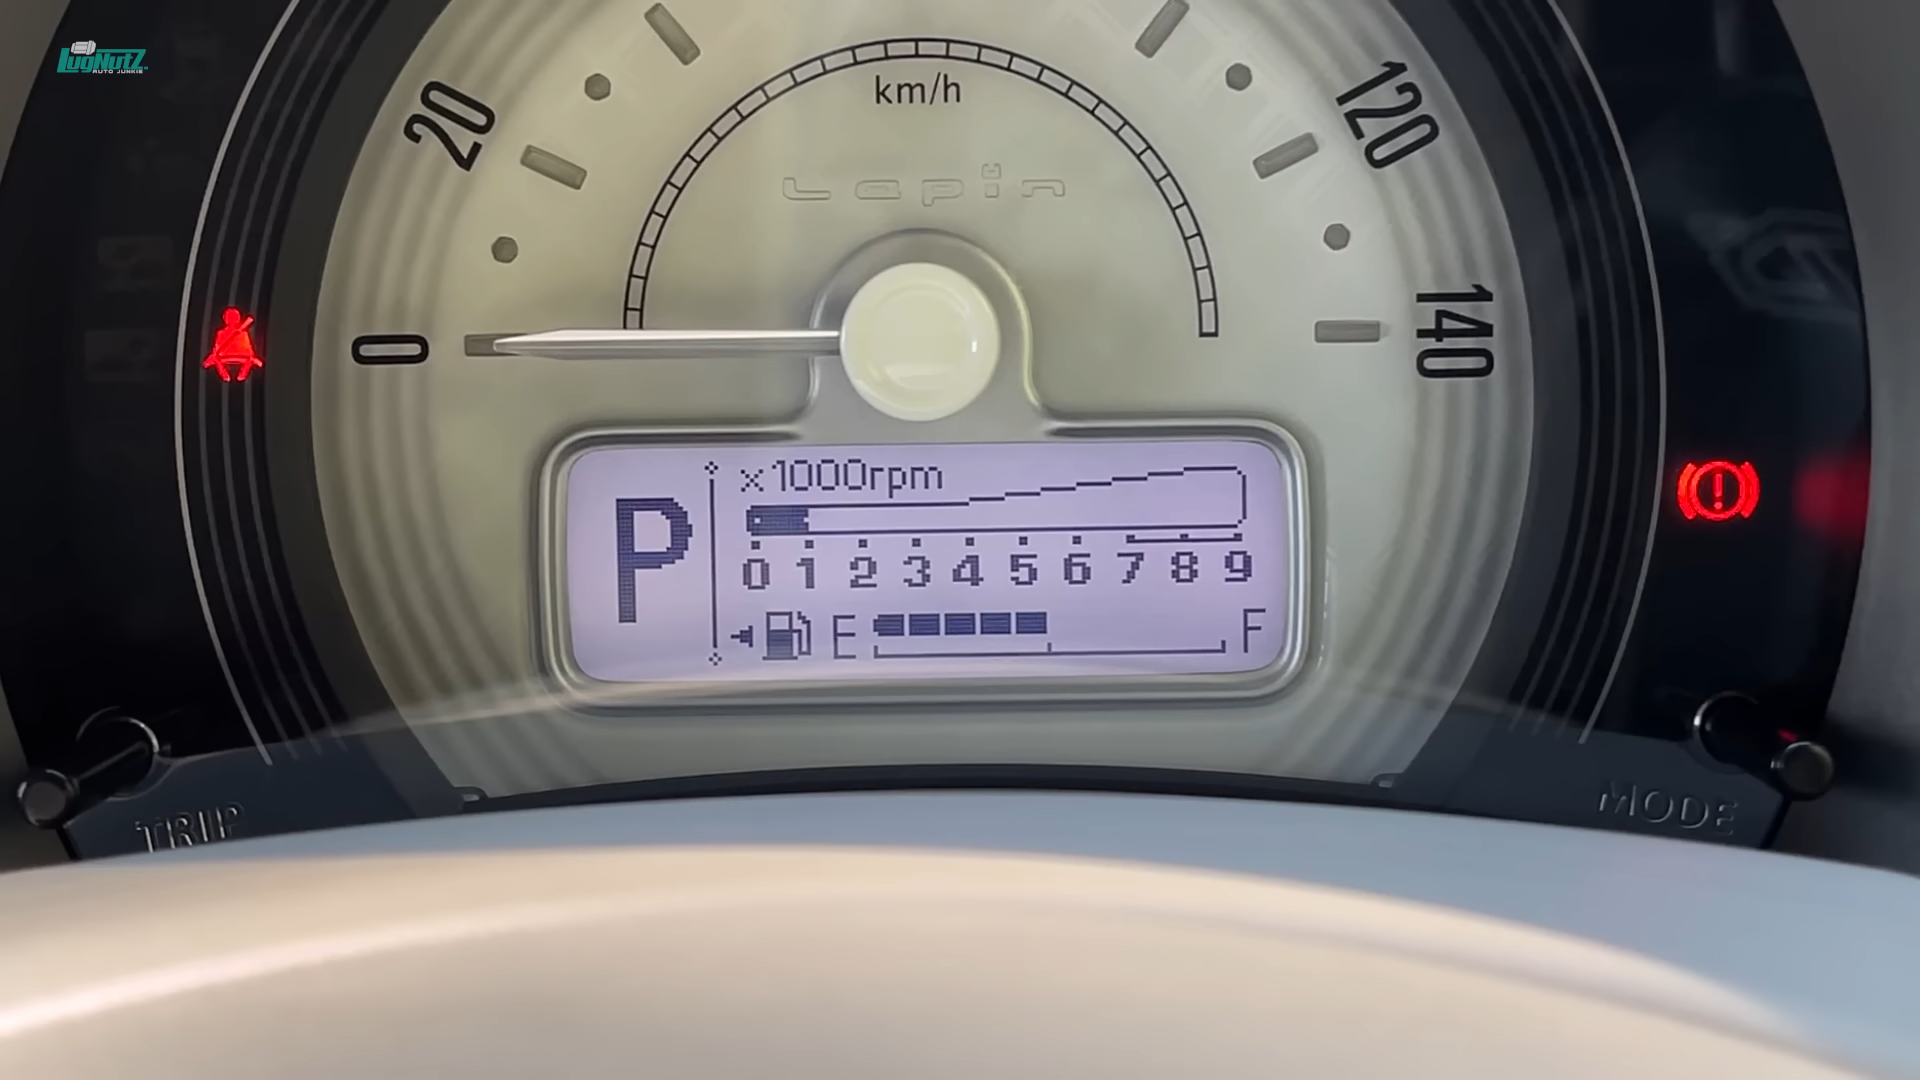 LugNutZ
AUTO JUNKIE
20
120
km/h
Lapin
0
140
x1000rpm
P
0 1 2 3 4 5 6 7 8 9
E F
TRIP
MODE